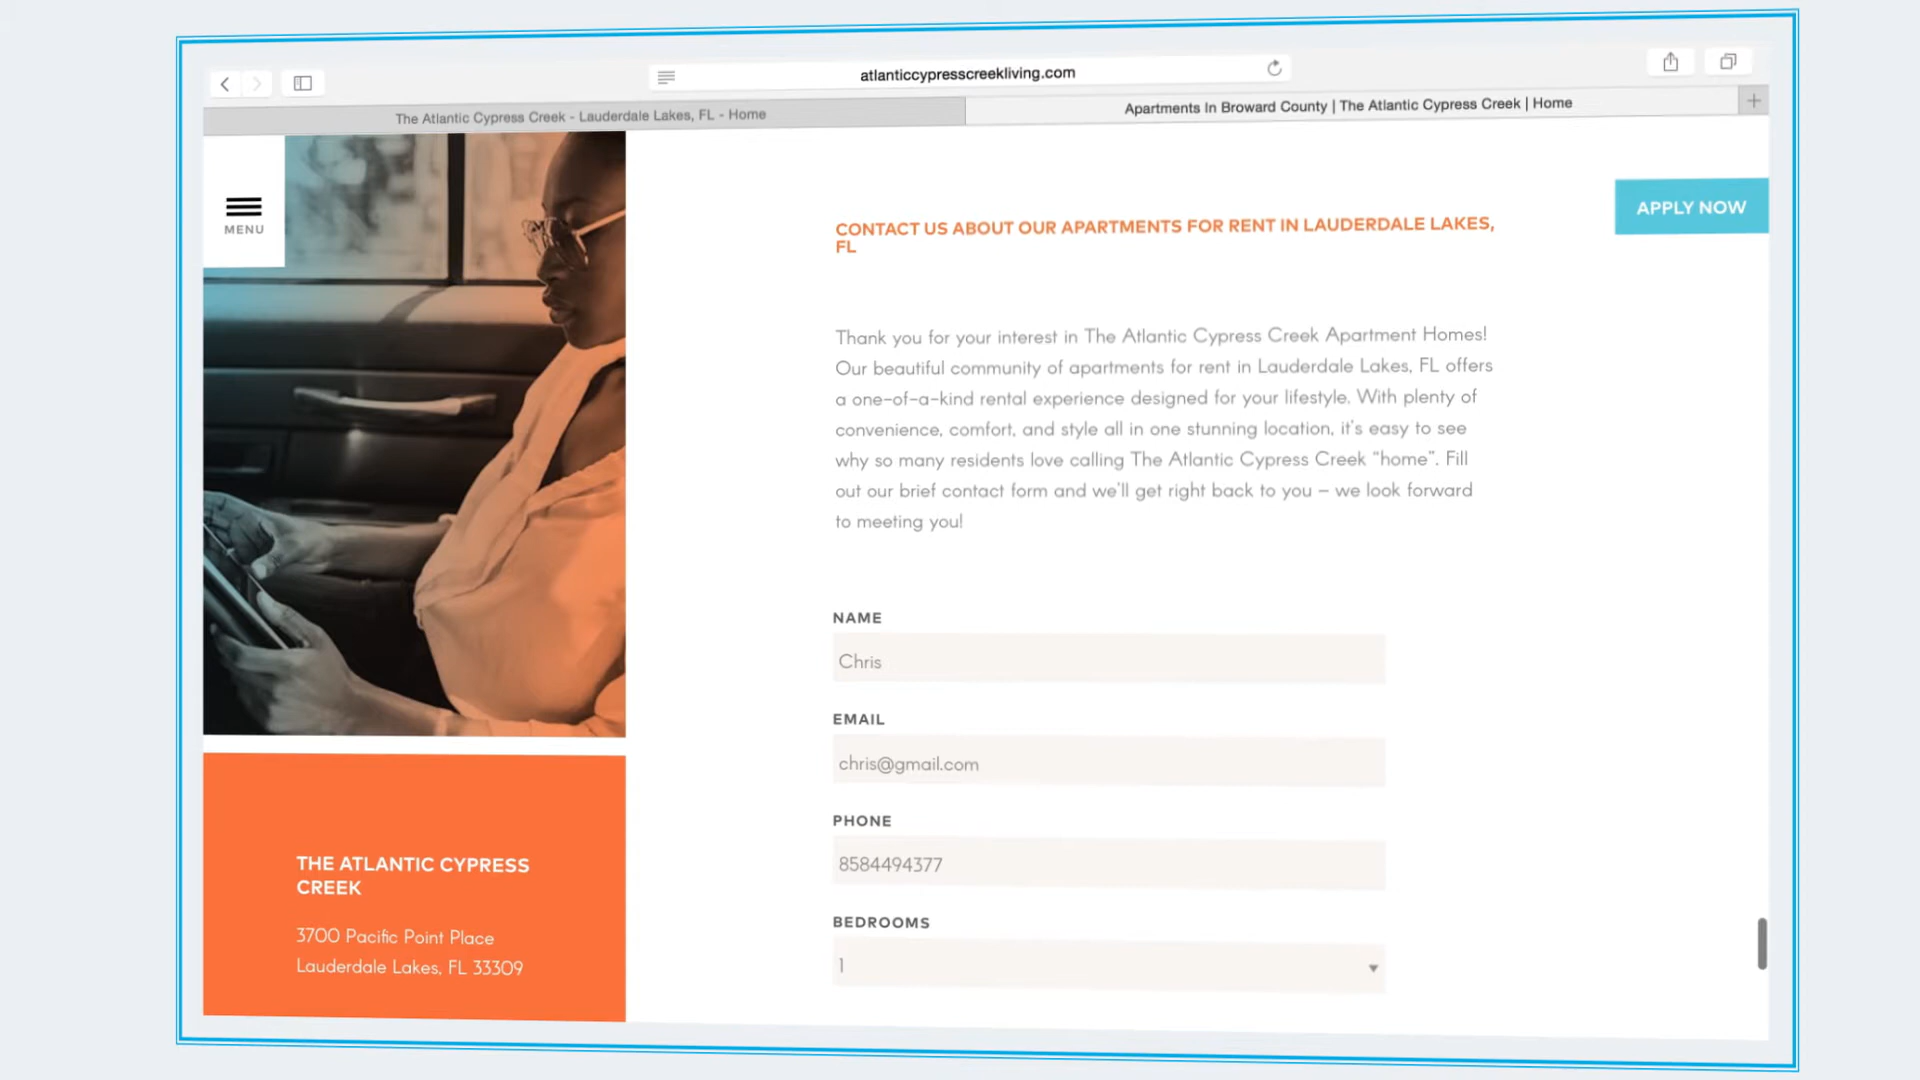 atlanticcypresscreekliving.com
The Atlantic Cypress Creek - Lauderdale Lakes, FL - Home
Apartments In Broward County | The Atlantic Cypress Creek | Home
MENU
APPLY NOW
CONTACT US ABOUT OUR APARTMENTS FOR RENT IN LAUDERDALE LAKES,
FL
Thank you for your interest in The Atlantic Cypress Creek Apartment Homes!
Our beautiful community of apartments for rent in Lauderdale Lakes, FL offers
a one-of-a-kind rental experience designed for your lifestyle. With plenty of
convenience, comfort, and style all in one stunning location, it's easy to see
why so many residents love calling The Atlantic Cypress Creek “home”. Fill
out our brief contact form and we'll get right back to you – we look forward
to meeting you!
NAME
Chris
EMAIL
chris@gmail.com
PHONE
8584494377
BEDROOMS
1
THE ATLANTIC CYPRESS
CREEK
3700 Pacific Point Place
Lauderdale Lakes, FL 33309